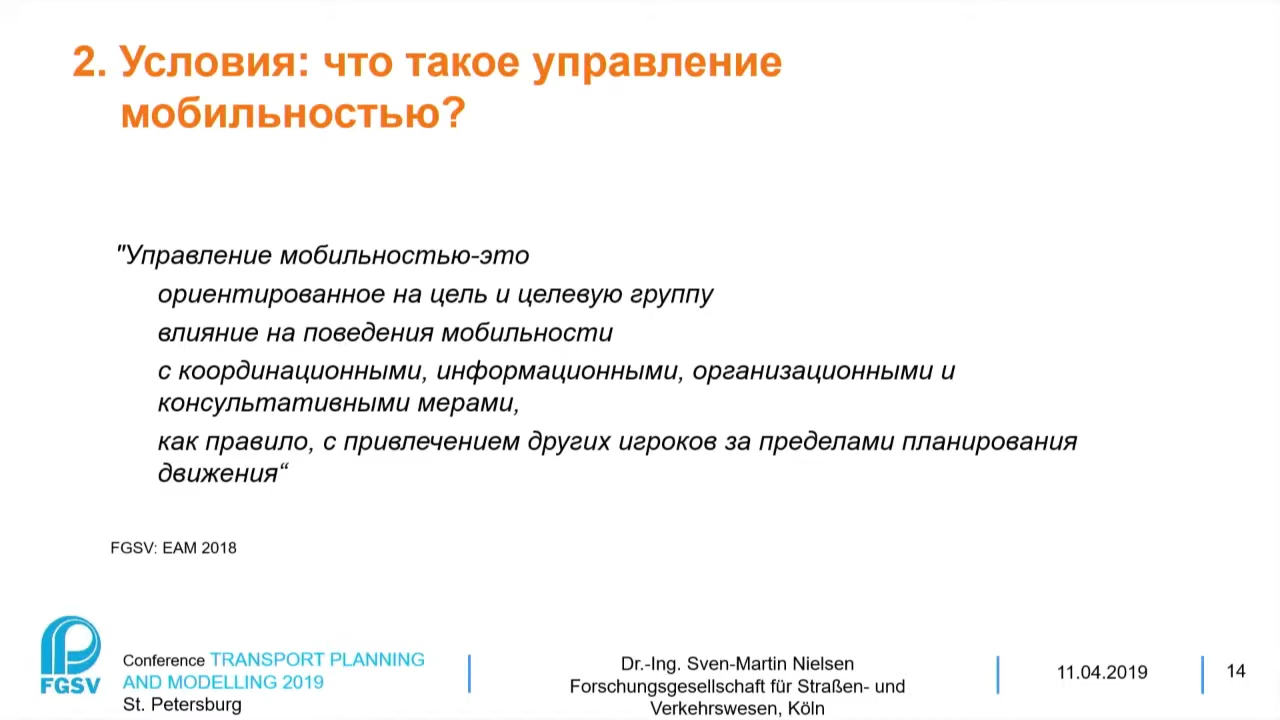 2. Условия: что такое управление
мобильностью?
"Управление мобильностью-это
ориентированное на цель и целевую группу
влияние на поведения мобильности
с координационными, информационными, организационными и
консультативными мерами,
как правило, с привлечением других игроков за пределами планирования
движения“
FGSV: EAM 2018
FGSV
Conference TRANSPORT PLANNING
AND MODELLING 2019
St. Petersburg
Dr.-Ing. Sven-Martin Nielsen
Forschungsgesellschaft für Straßen- und
Verkehrswesen, Köln
11.04.2019
14